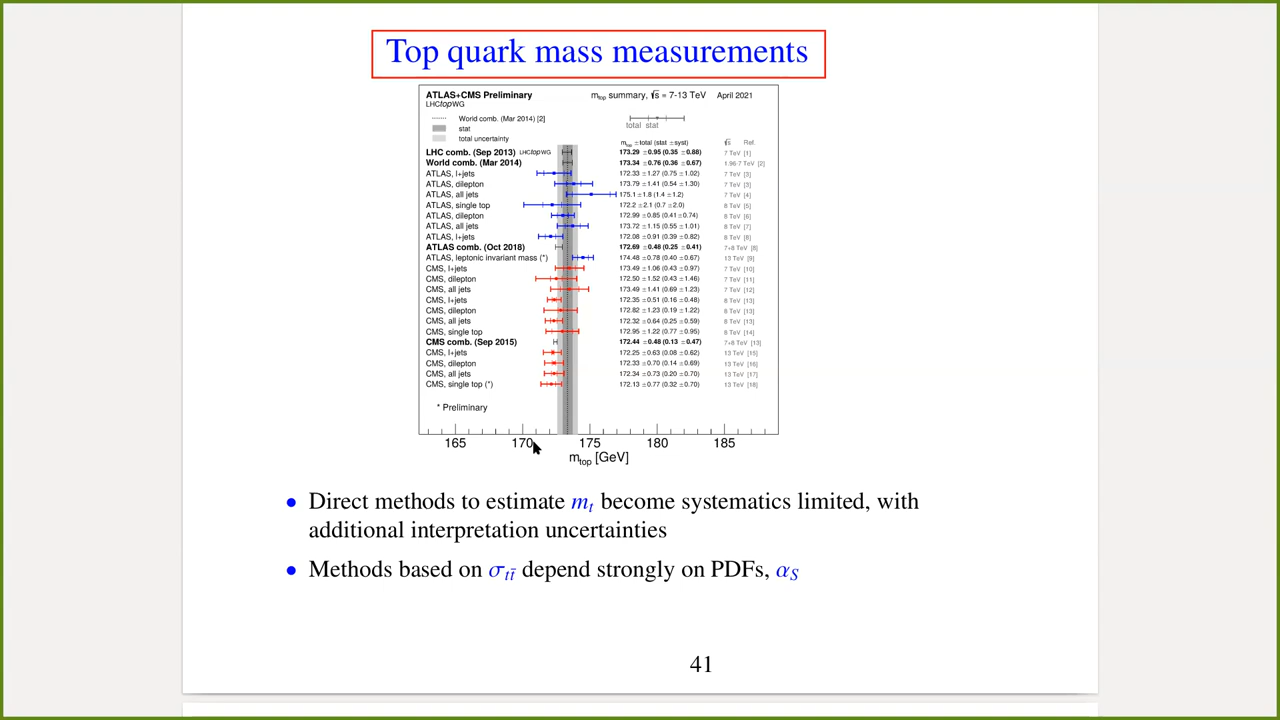 Top quark mass measurements
ATLAS+CMS Preliminary m_top summary, √s = 7-13 TeV April 2021
LHCtopWG
World comb. (Mar 2014) [2]
stat
total uncertainty
total stat
m_top ± total (stat ± syst) √s Ref.
LHC comb. (Sep 2013) LHCtopWG 173.29 ± 0.95 (0.35 ± 0.88) 7 TeV [1]
World comb. (Mar 2014) 173.34 ± 0.76 (0.36 ± 0.67) 1.96-7 TeV [2]
ATLAS, l+jets 172.33 ± 1.27 (0.75 ± 1.02) 7 TeV [3]
ATLAS, dilepton 173.79 ± 1.41 (0.54 ± 1.30) 7 TeV [3]
ATLAS, all jets 175.1 ± 1.8 (1.4 ± 1.2) 7 TeV [4]
ATLAS, single top 172.2 ± 2.1 (0.7 ± 2.0) 8 TeV [5]
ATLAS, dilepton 172.99 ± 0.85 (0.41 ± 0.74) 8 TeV [6]
ATLAS, all jets 173.72 ± 1.15 (0.55 ± 1.01) 8 TeV [7]
ATLAS, l+jets 172.08 ± 0.91 (0.39 ± 0.82) 8 TeV [8]
ATLAS comb. (Oct 2018) 172.69 ± 0.48 (0.25 ± 0.41) 7+8 TeV [8]
ATLAS, leptonic invariant mass (*) 174.48 ± 0.78 (0.40 ± 0.67) 13 TeV [9]
CMS, l+jets 173.49 ± 1.06 (0.43 ± 0.97) 7 TeV [10]
CMS, dilepton 172.50 ± 1.52 (0.43 ± 1.46) 7 TeV [11]
CMS, all jets 173.49 ± 1.41 (0.69 ± 1.23) 7 TeV [12]
CMS, l+jets 172.35 ± 0.51 (0.16 ± 0.48) 8 TeV [13]
CMS, dilepton 172.82 ± 1.23 (0.19 ± 1.22) 8 TeV [13]
CMS, all jets 172.32 ± 0.64 (0.25 ± 0.59) 8 TeV [13]
CMS, single top 172.95 ± 1.22 (0.77 ± 0.95) 8 TeV [14]
CMS comb. (Sep 2015) 172.44 ± 0.48 (0.13 ± 0.47) 7+8 TeV [13]
CMS, l+jets 172.25 ± 0.63 (0.08 ± 0.62) 13 TeV [15]
CMS, dilepton 172.33 ± 0.70 (0.14 ± 0.69) 13 TeV [16]
CMS, all jets 172.34 ± 0.73 (0.20 ± 0.70) 13 TeV [17]
CMS, single top (*) 172.13 ± 0.77 (0.32 ± 0.70) 13 TeV [18]
* Preliminary
165 170 175 180 185
m_top [GeV]
• Direct methods to estimate m_t become systematics limited, with
additional interpretation uncertainties
• Methods based on σ_tt̄ depend strongly on PDFs, α_S
41